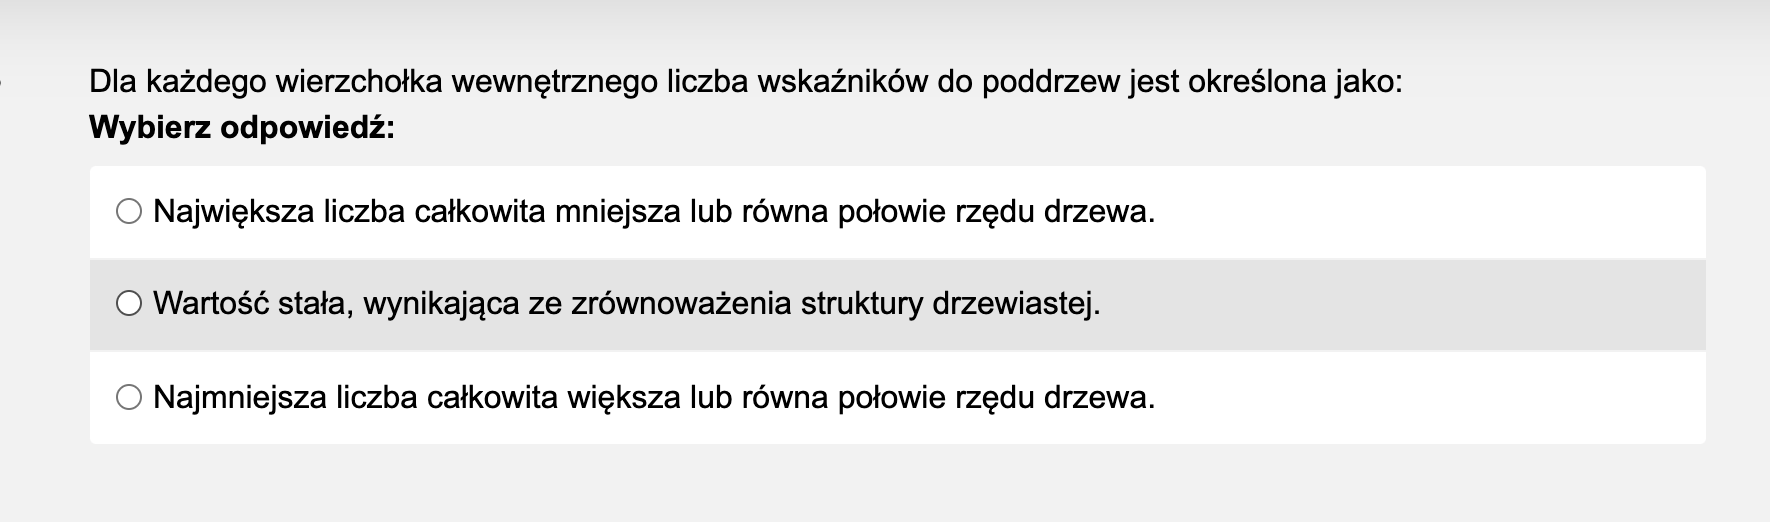 Dla każdego wierzchołka wewnętrznego liczba wskaźników do poddrzew jest określona jako:
Wybierz odpowiedź:
Największa liczba całkowita mniejsza lub równa połowie rzędu drzewa.
Wartość stała, wynikająca ze zrównoważenia struktury drzewiastej.
Najmniejsza liczba całkowita większa lub równa połowie rzędu drzewa.